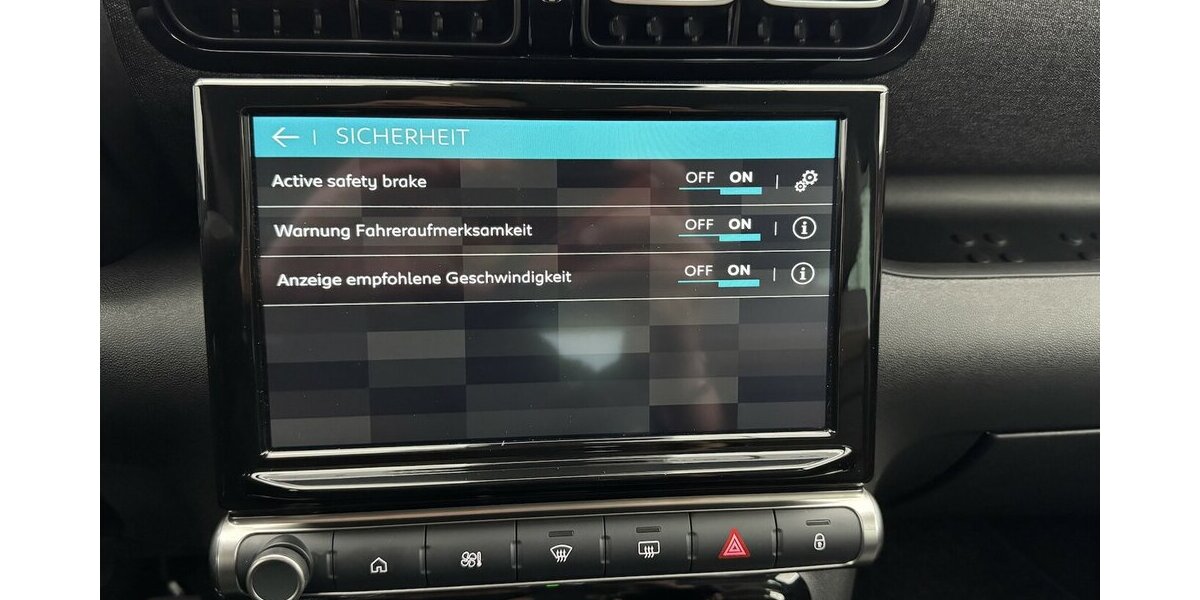 SICHERHEIT
Active safety brake OFF ON
Warnung Fahreraufmerksamkeit OFF ON
Anzeige empfohlene Geschwindigkeit OFF ON